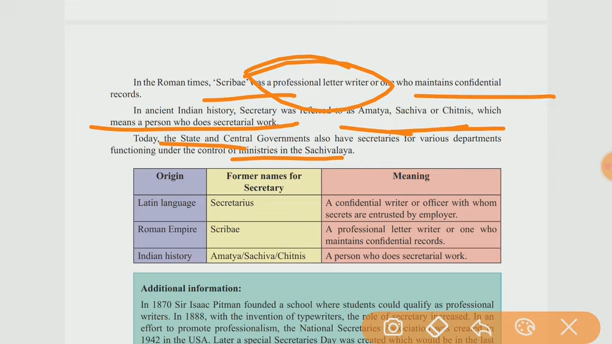 In the Roman times, ‘Scribae’ was a professional letter writer or one who maintains confidential
records.
In ancient Indian history, Secretary was referred to as Amatya, Sachiva or Chitnis, which
means a person who does secretarial work.
Today, the State and Central Governments also have secretaries for various departments
functioning under the control of ministries in the Sachivalaya.
Origin
Former names for
Secretary
Meaning
Latin language
Secretarius
A confidential writer or officer with whom
secrets are entrusted by employer.
Roman Empire
Scribae
A professional letter writer or one who
maintains confidential records.
Indian history
Amatya/Sachiva/Chitnis
A person who does secretarial work.
Additional information:
In 1870 Sir Isaac Pitman founded a school where students could qualify as professional
writers. In 1888, with the invention of typewriters, the role of secretary increased. In an
effort to promote professionalism, the National Secretaries
1942 in the USA. Later a special Secretaries Day was created which would be in the last